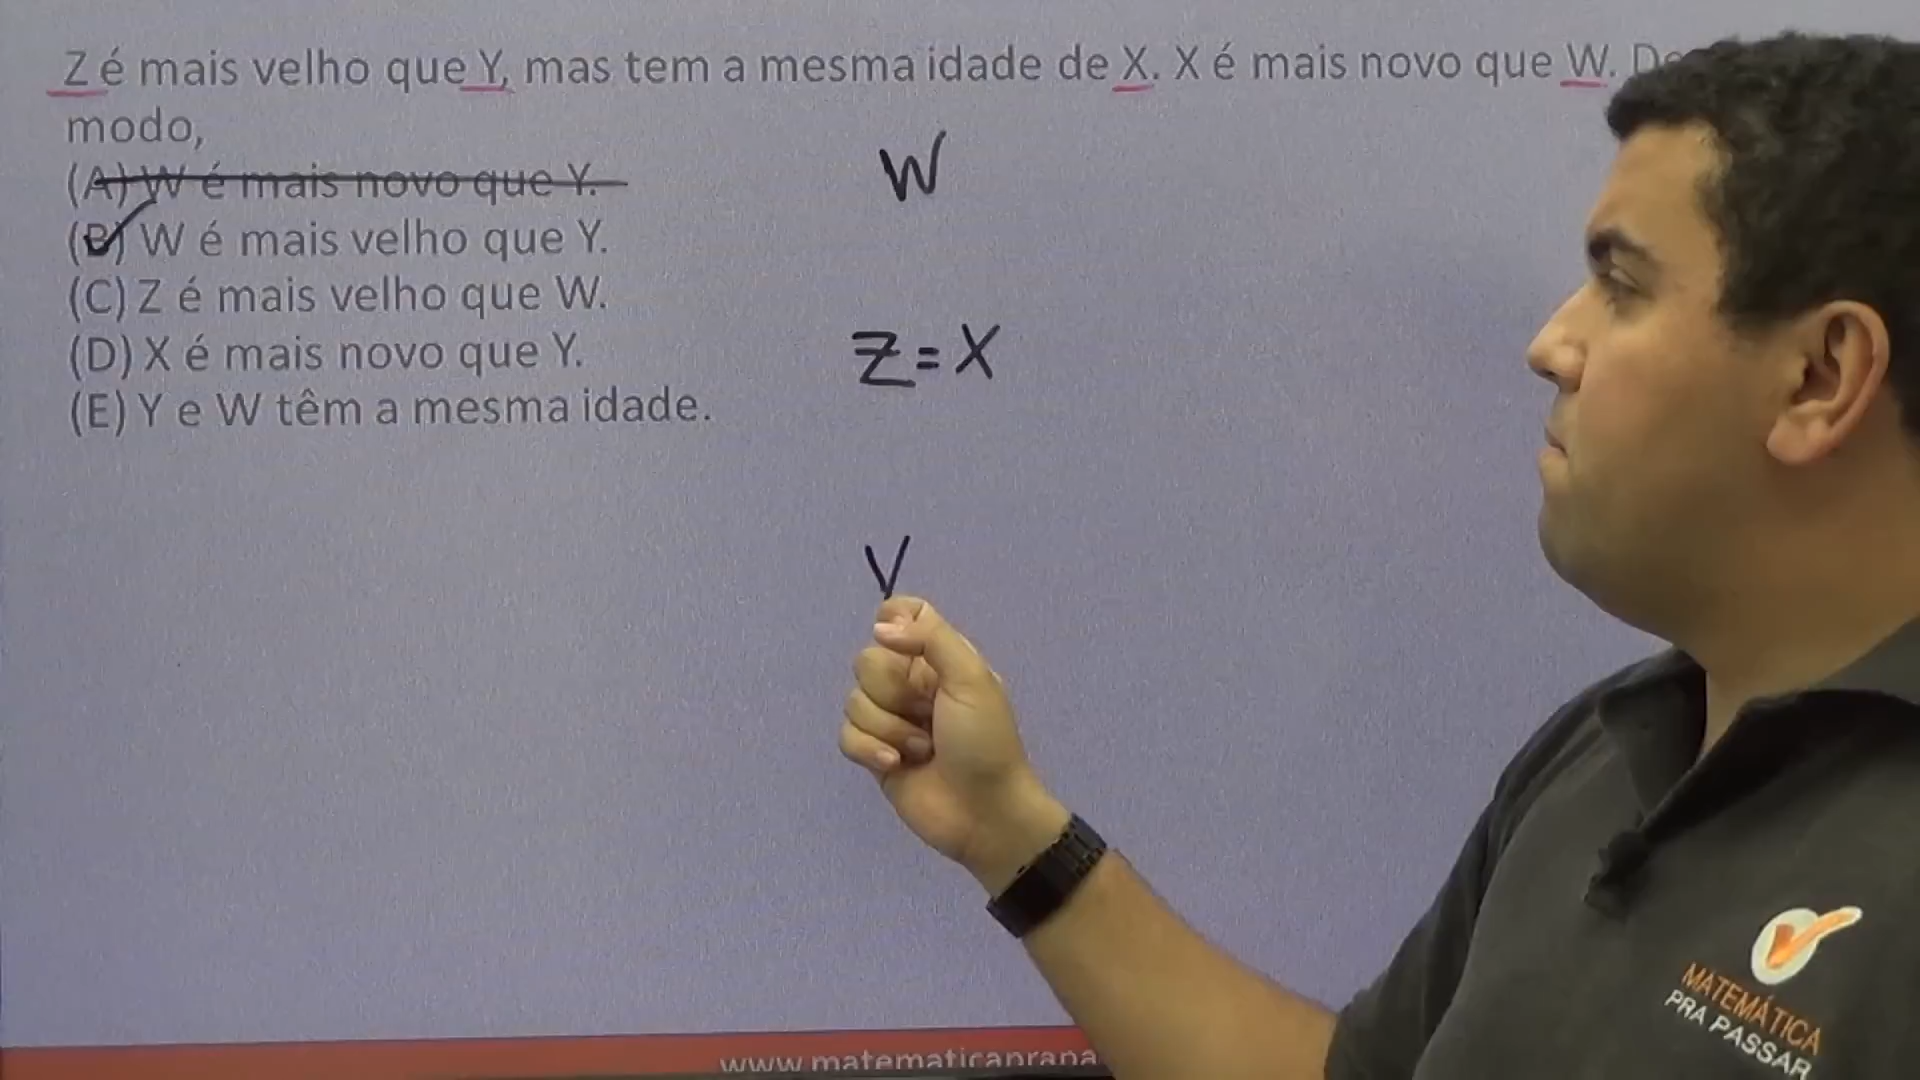 Z é mais velho que Y, mas tem a mesma idade de X. X é mais novo que W.
modo,
(A) W é mais novo que Y.
(B) W é mais velho que Y.
(C) Z é mais velho que W.
(D) X é mais novo que Y.
(E) Y e W têm a mesma idade.
W
Z = X
Y
MATEMÁTICA
PRA PASSAR